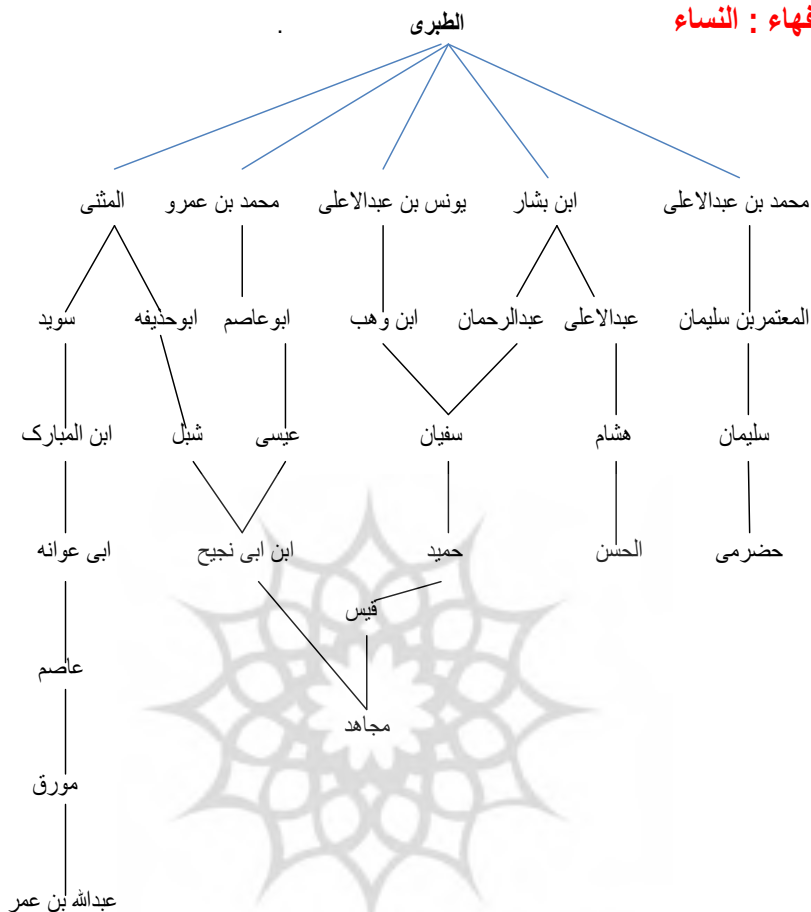 فهاء : النساء
الطبری .
محمد بن عبدالاعلی ابن بشار یونس بن عبدالاعلی محمد بن عمرو المثنی
المعتمربن سلیمان عبدالاعلی عبدالرحمان ابن وهب ابوعاصم ابوحذیفه سوید
سلیمان هشام سفیان عیسی شبل ابن المبارک
حضرمی الحسن حمید ابن ابی نجیح ابی عوانه
قیس
عاصم
مجاهد
مورق
عبدالله بن عمر